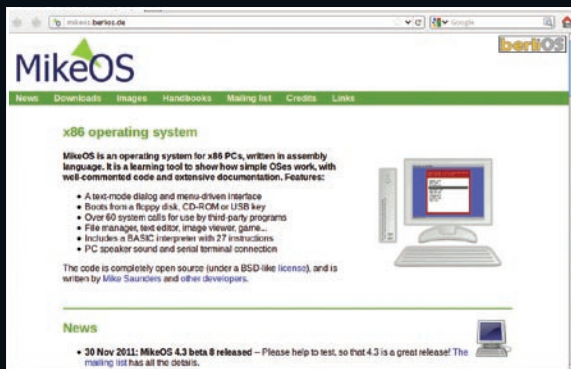 mikeos.berlios.de
Google
berliOS
MikeOS
News Downloads Images Handbooks Mailing list Credits Links
x86 operating system
MikeOS is an operating system for x86 PCs, written in assembly
language. It is a learning tool to show how simple OSes work, with
well-commented code and extensive documentation. Features:
• A text-mode dialog and menu-driven interface
• Boots from a floppy disk, CD-ROM or USB key
• Over 60 system calls for use by third-party programs
• File manager, text editor, image viewer, game...
• Includes a BASIC interpreter with 27 instructions
• PC speaker sound and serial terminal connection
The code is completely open source (under a BSD-like license), and is
written by Mike Saunders and other developers.
News
• 30 Nov 2011: MikeOS 4.3 beta 8 released – Please help to test, so that 4.3 is a great release! The
mailing list has all the details.